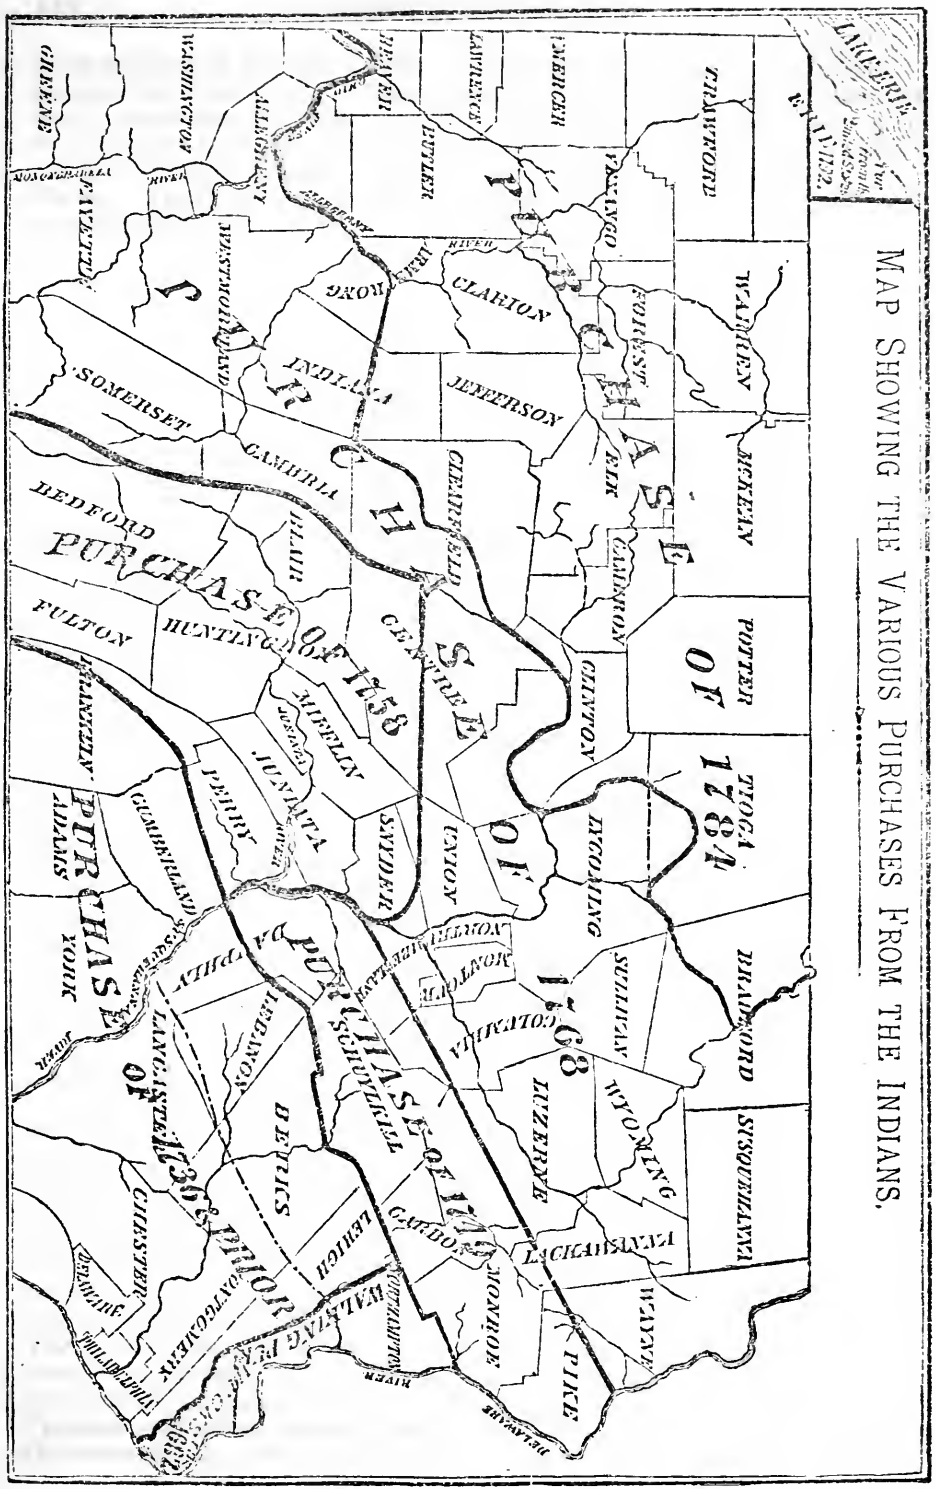 MAP SHOWING THE VARIOUS PURCHASES FROM THE INDIANS.
LAKE ERIE
ERIE
CRAWFORD
WARREN
McKEAN
POTTER
TIOGA
BRADFORD
SUSQUEHANNA
WAYNE
MERCER
VENANGO
FOREST
ELK
CAMERON
CLINTON
LYCOMING
SULLIVAN
WYOMING
LACKAWANNA
PIKE
LAWRENCE
BUTLER
CLARION
JEFFERSON
CLEARFIELD
CENTRE
UNION
MONTOUR
COLUMBIA
LUZERNE
MONROE
BEAVER
ALLEGHENY
ARMSTRONG
INDIANA
CAMBRIA
BLAIR
HUNTINGDON
MIFFLIN
JUNIATA
SNYDER
SCHUYLKILL
CARBON
WASHINGTON
WESTMORELAND
SOMERSET
BEDFORD
FULTON
PERRY
CUMBERLAND
DAUPHIN
LEBANON
BERKS
LEHIGH
NORTHAMPTON
GREENE
FAYETTE
FRANKLIN
ADAMS
YORK
LANCASTER
CHESTER
DELAWARE
MONTGOMERY
PHILADELPHIA
PURCHASE OF 1784
PURCHASE OF 1768
PURCHASE OF 1758
PURCHASE OF
PURCHASE OF 1736 & PRIOR
MONONGAHELA
RIVER
ALLEGHENY
RIVER
JUNIATA
RIVER
SUSQUEHANNA
RIVER
DELAWARE
RIVER